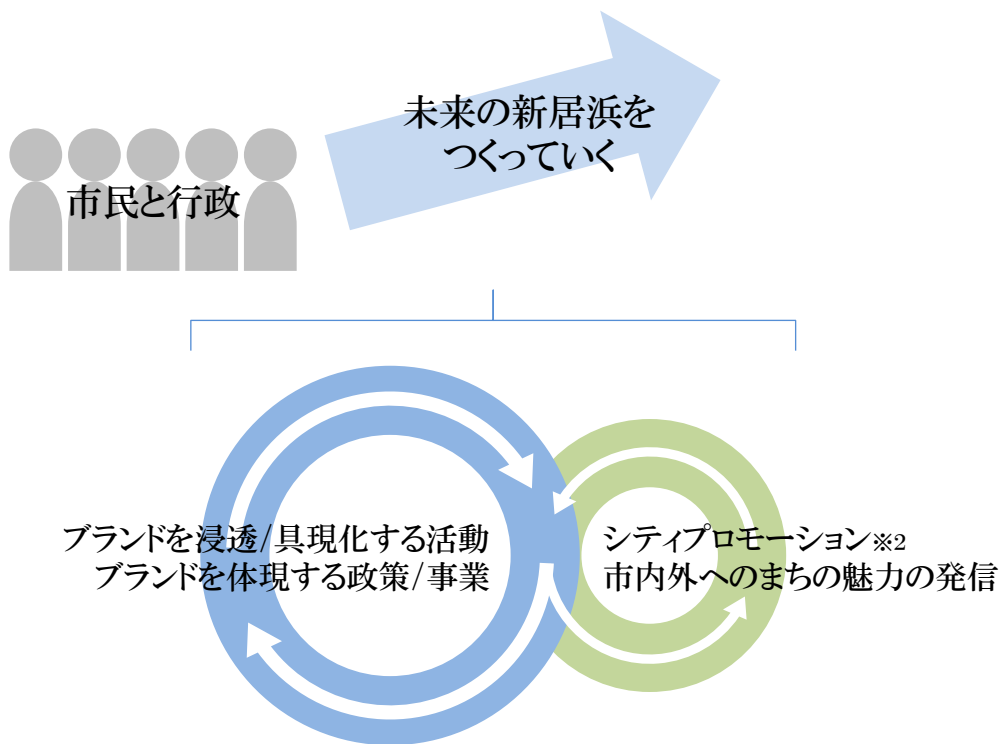 未来の新居浜を
つくっていく
市民と行政
ブランドを浸透/具現化する活動
ブランドを体現する政策/事業
シティプロモーション※2
市内外へのまちの魅力の発信